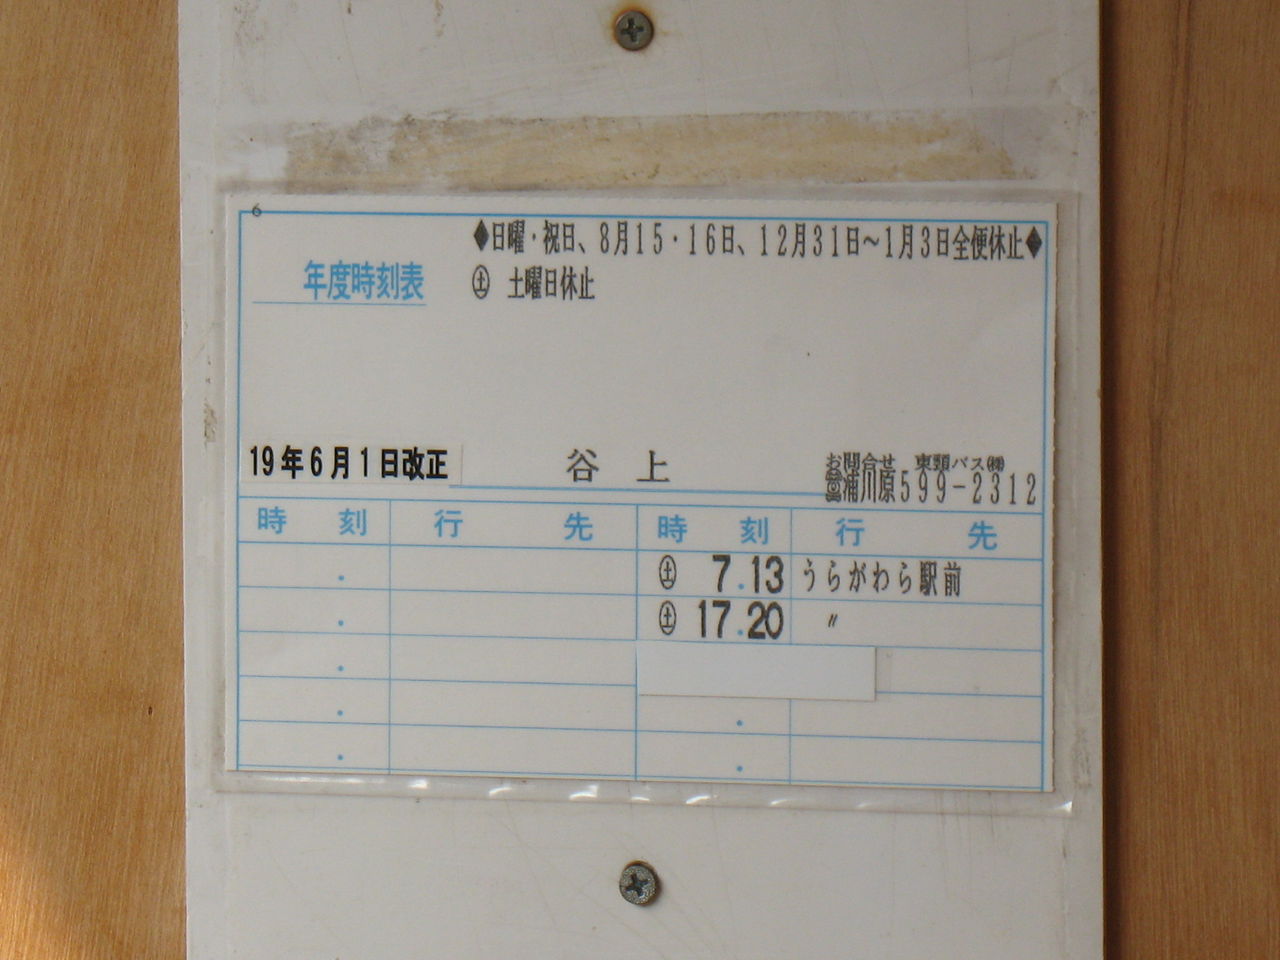 6
◆日曜・祝日、8月15・16日、12月31日〜1月3日全便休止◆
年度時刻表
㊏ 土曜日休止
19年6月1日改正
谷上
お問合せ 東頸バス㈱
☎浦川原599-2312
時刻 行先 時刻 行先
㊏ 7.13 うらがわら駅前
㊏ 17.20 〃